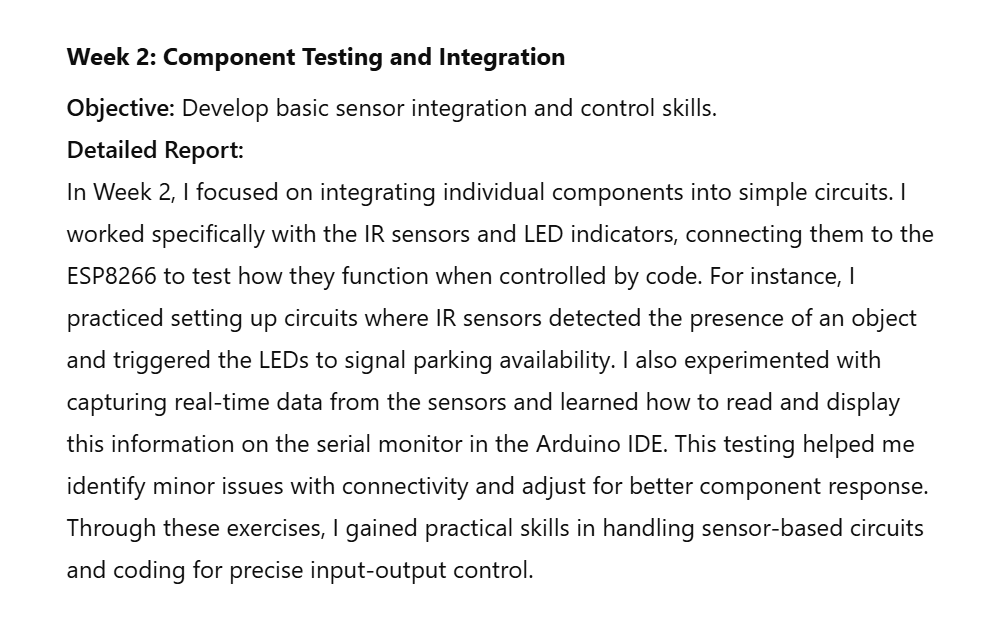 Week 2: Component Testing and Integration
Objective: Develop basic sensor integration and control skills.
Detailed Report:
In Week 2, I focused on integrating individual components into simple circuits. I
worked specifically with the IR sensors and LED indicators, connecting them to the
ESP8266 to test how they function when controlled by code. For instance, I
practiced setting up circuits where IR sensors detected the presence of an object
and triggered the LEDs to signal parking availability. I also experimented with
capturing real-time data from the sensors and learned how to read and display
this information on the serial monitor in the Arduino IDE. This testing helped me
identify minor issues with connectivity and adjust for better component response.
Through these exercises, I gained practical skills in handling sensor-based circuits
and coding for precise input-output control.